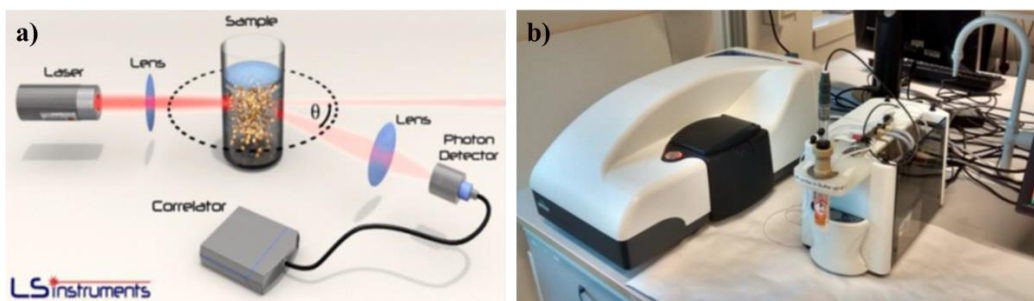 a)
Laser
Lens
Sample
θ
Lens
Photon
Detector
Correlator
LSinstruments
b)